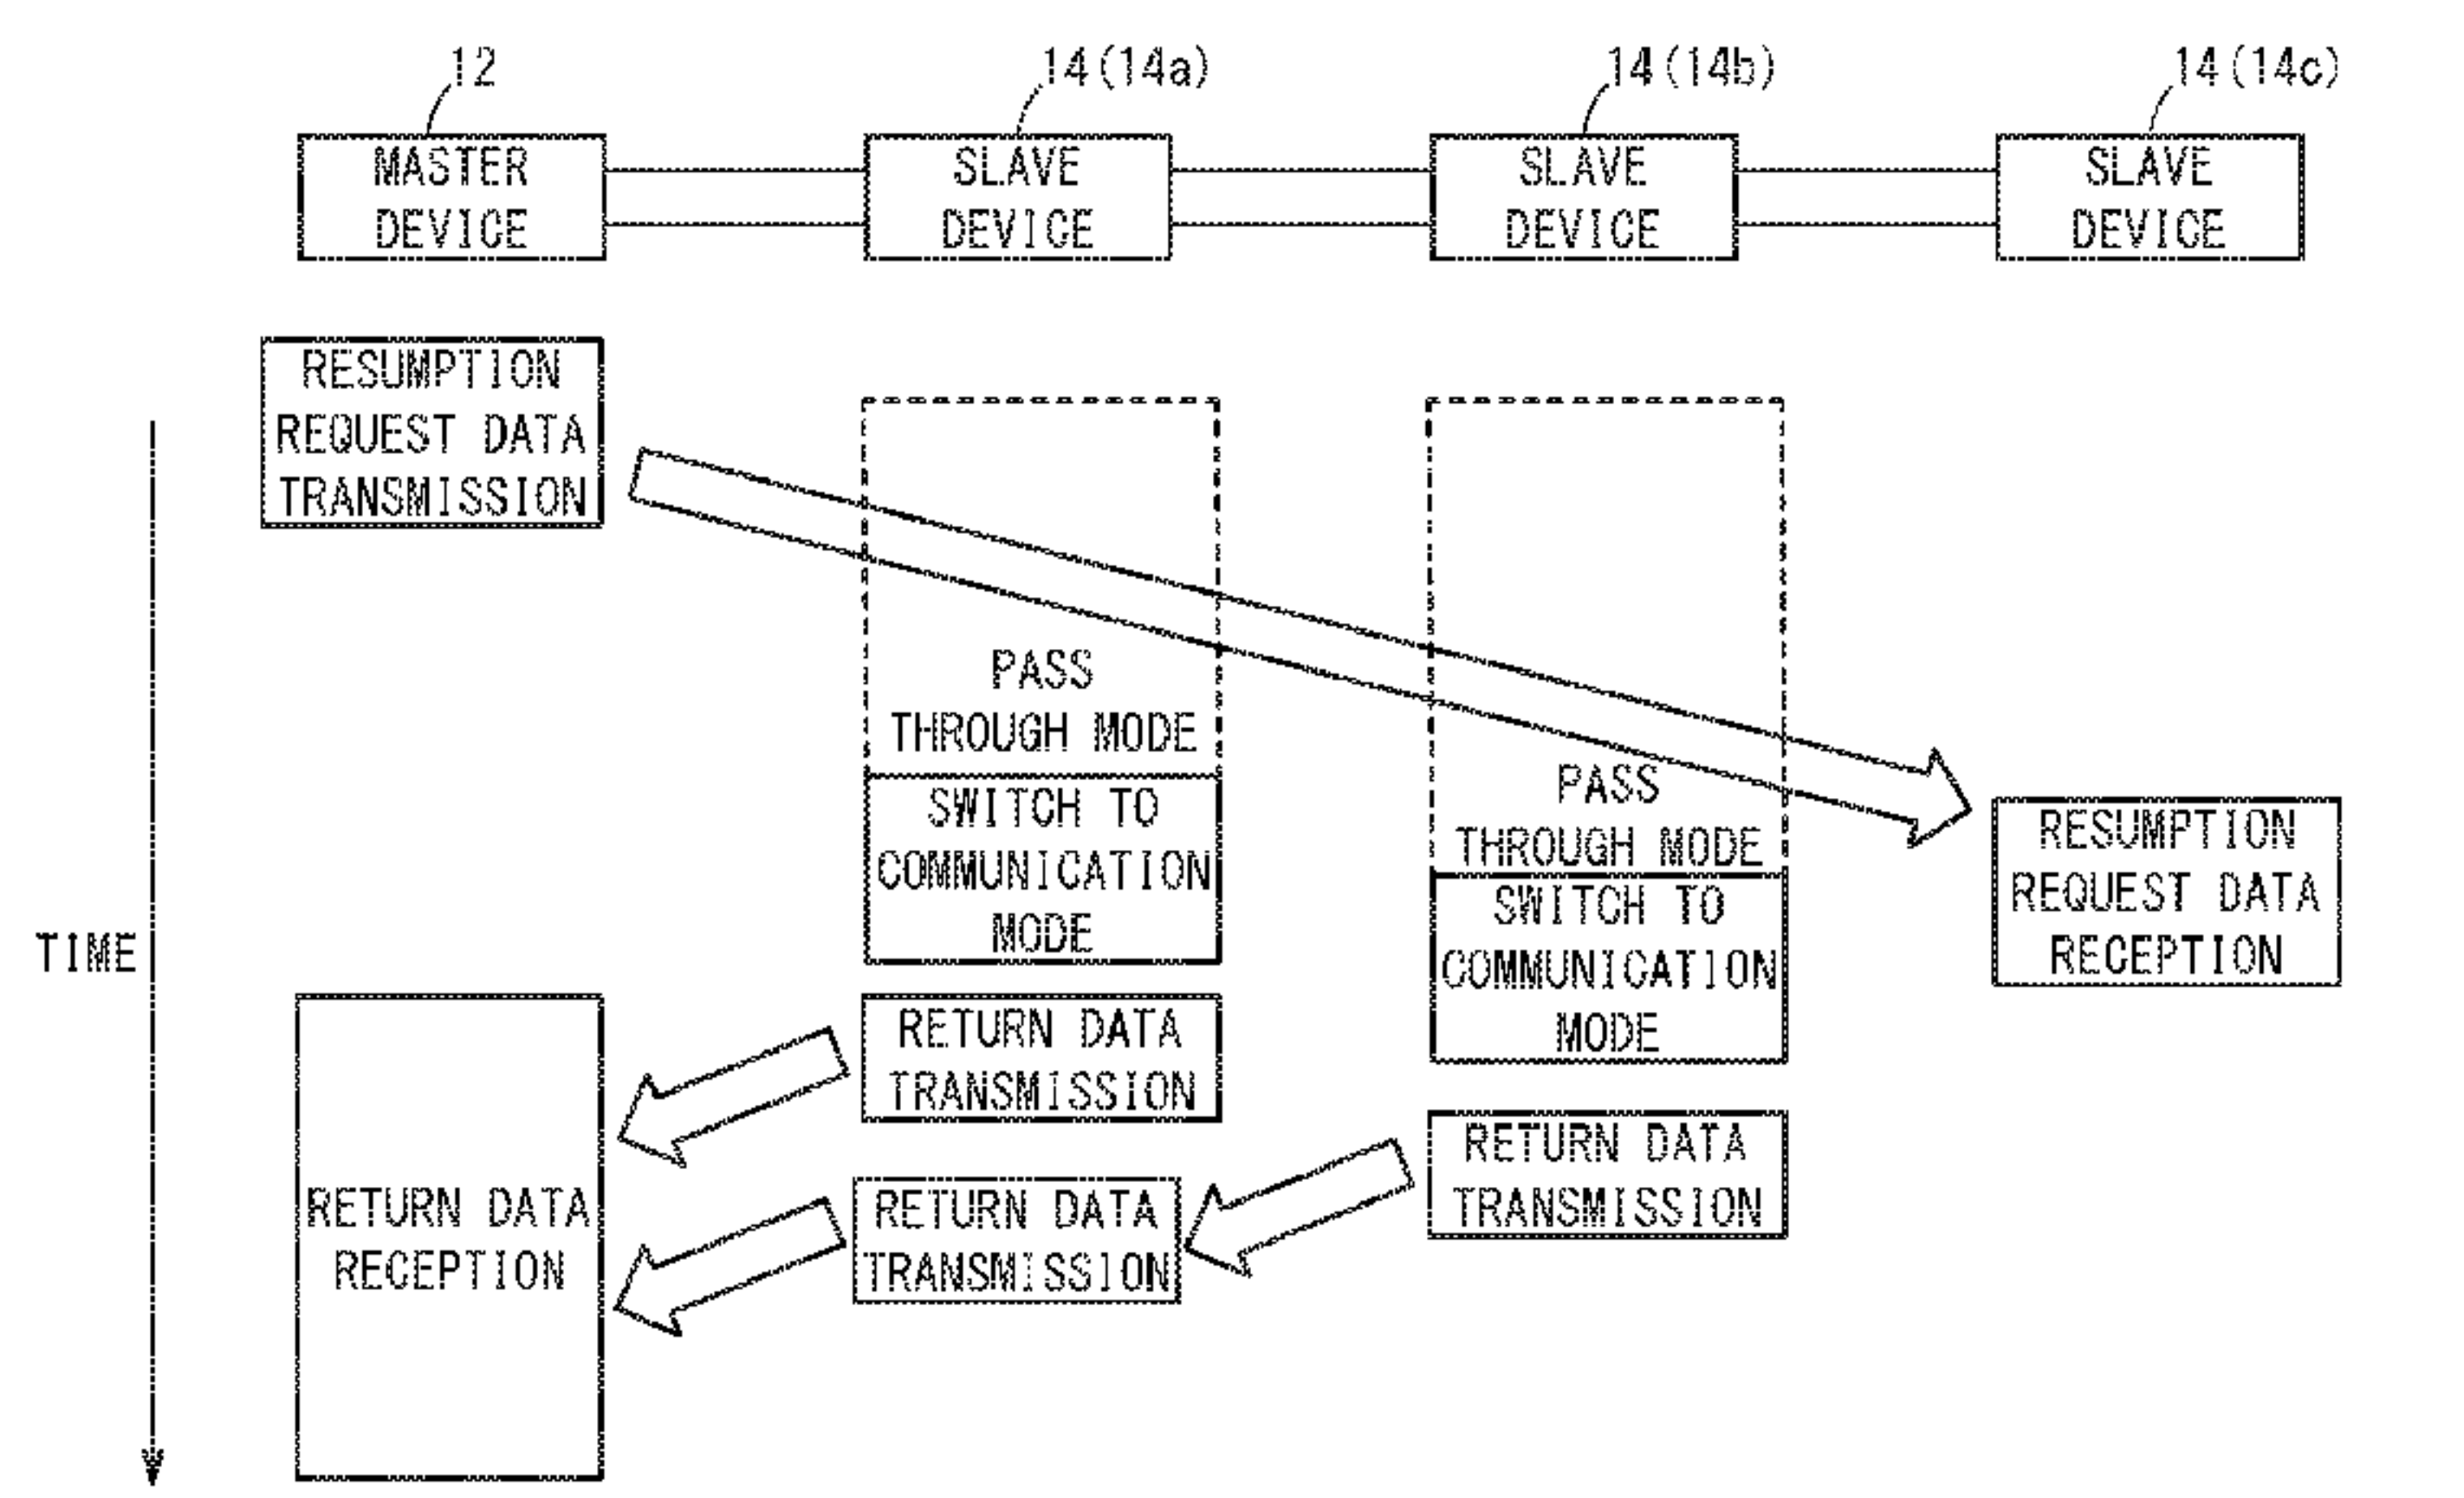 12
14(14a)
14(14b)
14(14c)
MASTER
DEVICE
SLAVE
DEVICE
SLAVE
DEVICE
SLAVE
DEVICE
RESUMPTION
REQUEST DATA
TRANSMISSION
PASS
THROUGH MODE
SWITCH TO
COMMUNICATION
MODE
PASS
THROUGH MODE
SWITCH TO
COMMUNICATION
MODE
RESUMPTION
REQUEST DATA
RECEPTION
TIME
RETURN DATA
TRANSMISSION
RETURN DATA
TRANSMISSION
RETURN DATA
RECEPTION
RETURN DATA
TRANSMISSION